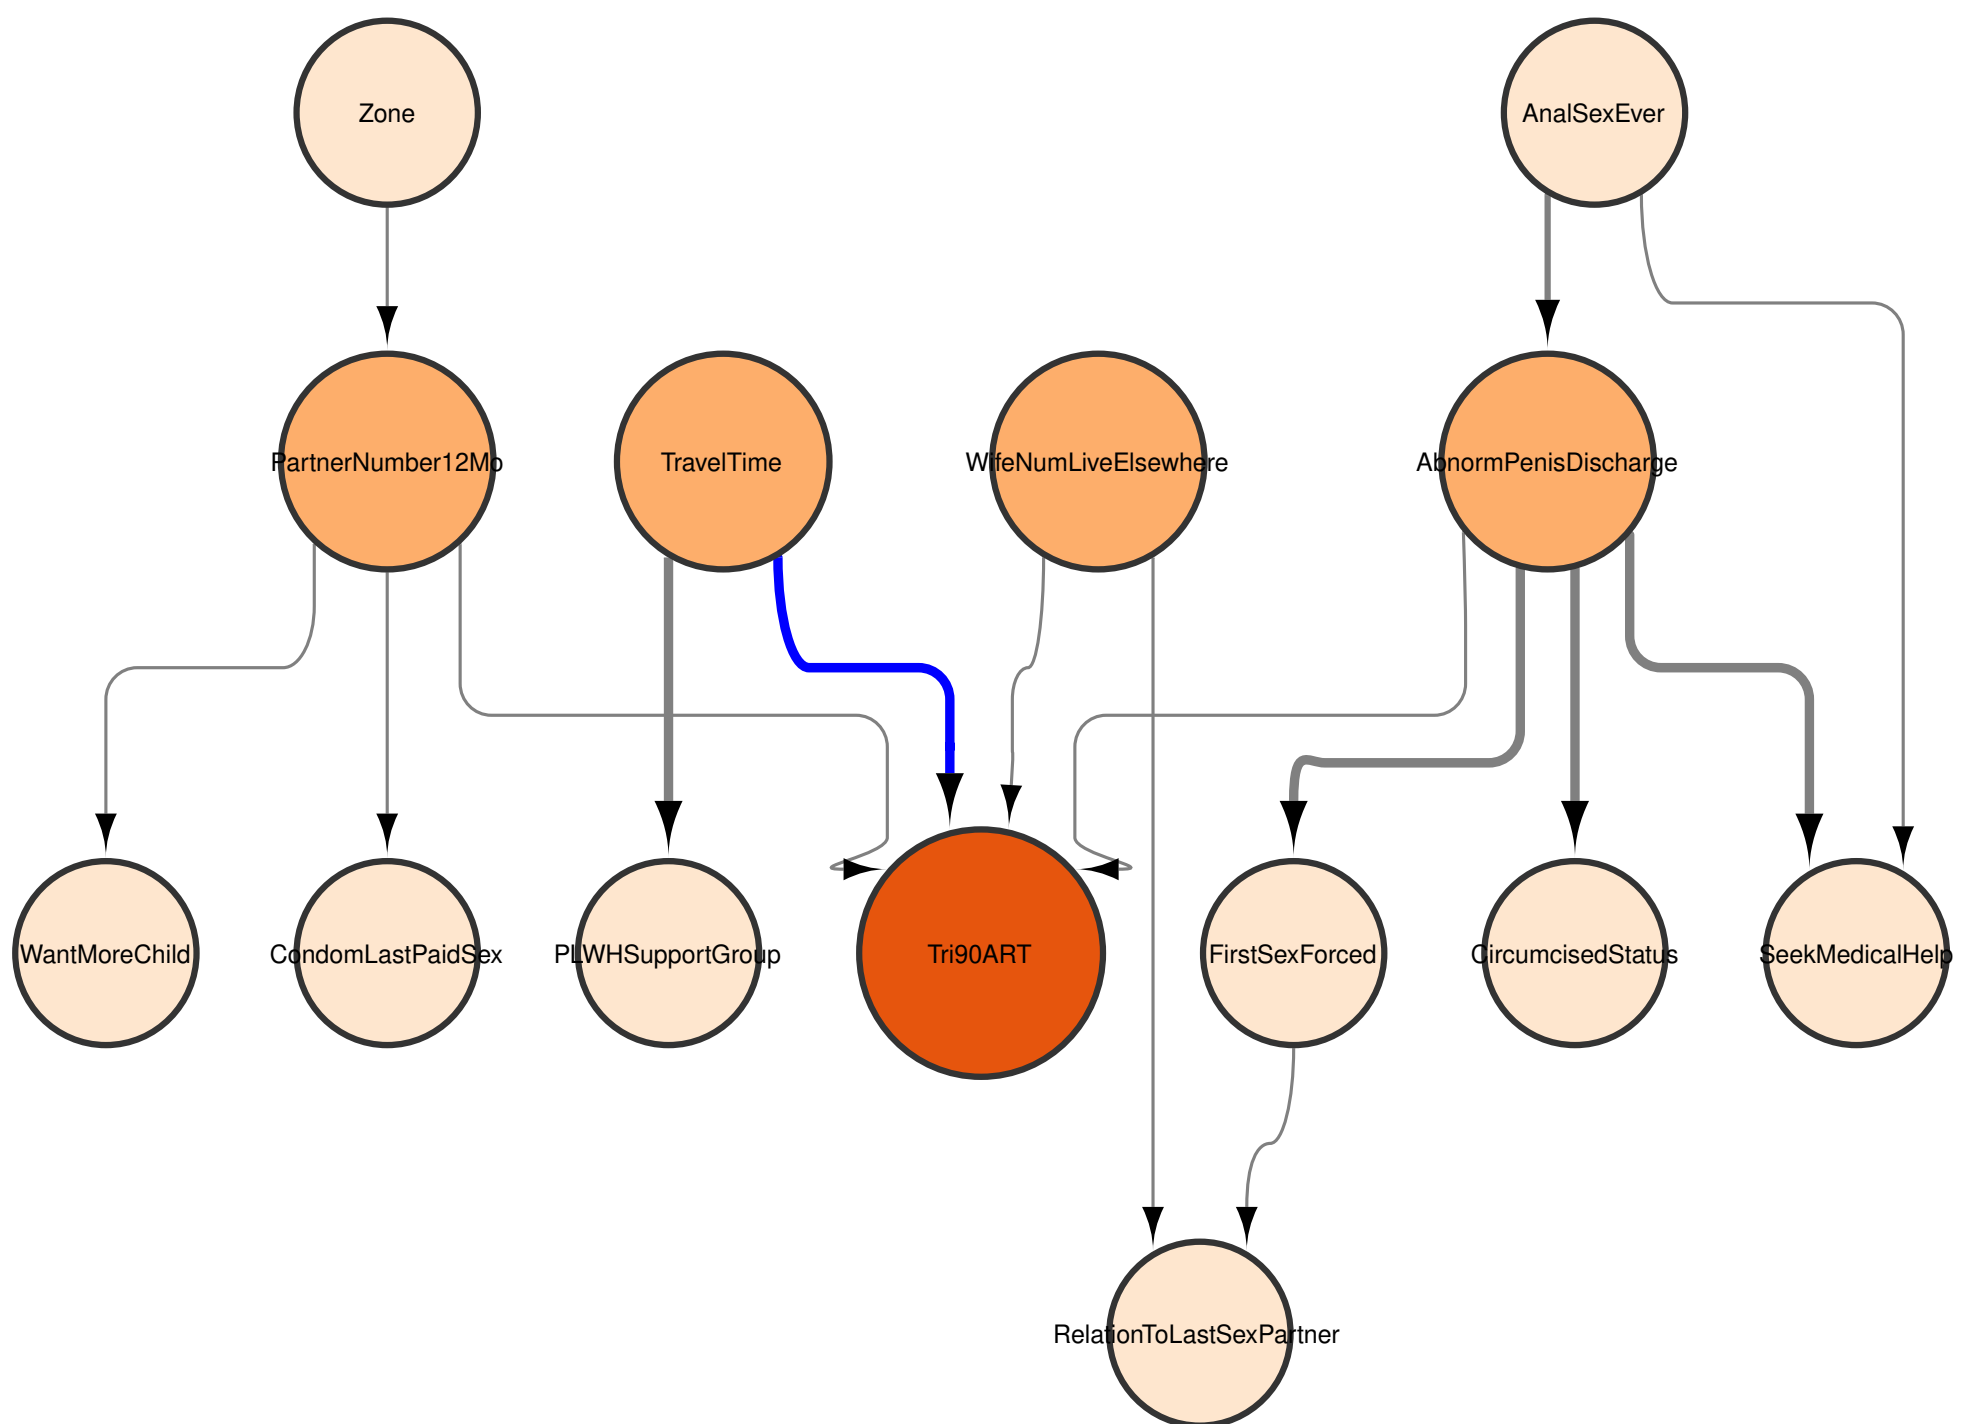 Zone
AnalSexEver
PartnerNumber12Mo
TravelTime
WifeNumLiveElsewhere
AbnormPenisDischarge
WantMoreChild
CondomLastPaidSex
PLWHSupportGroup
Tri90ART
FirstSexForced
CircumcisedStatus
SeekMedicalHelp
RelationToLastSexPartner